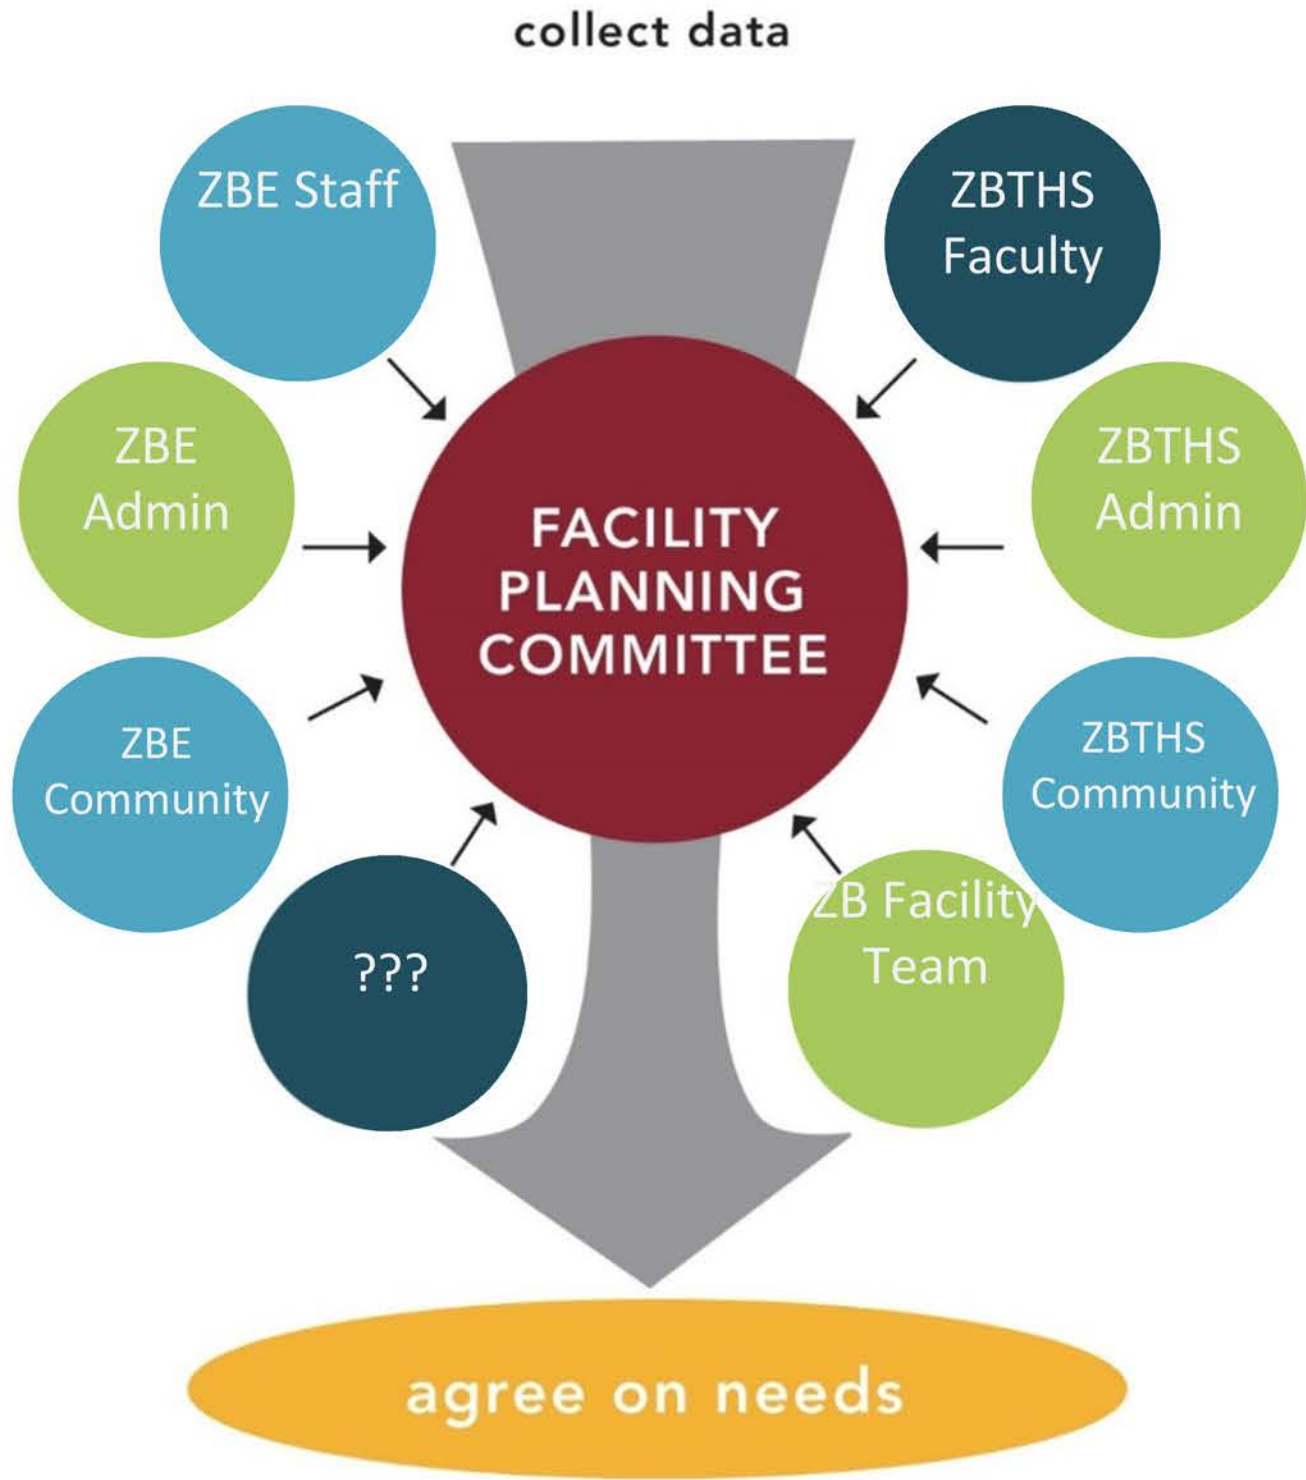 collect data
ZBE Staff
ZBTHS
Faculty
ZBE
Admin
ZBTHS
Admin
FACILITY
PLANNING
COMMITTEE
ZBE
Community
ZBTHS
Community
???
ZB Facility
Team
agree on needs